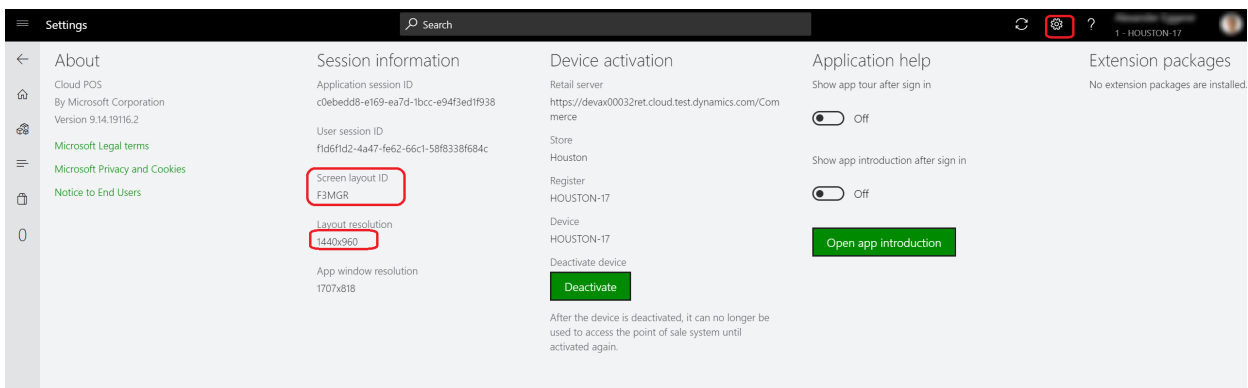 Settings
Search
?
1 - HOUSTON-17
About
Cloud POS
By Microsoft Corporation
Version 9.14.19116.2
Microsoft Legal terms
Microsoft Privacy and Cookies
Notice to End Users
0
Session information
Application session ID
c0ebedd8-e169-ea7d-1bcc-e94f3ed1f938
User session ID
f1d6f1d2-4a47-fe62-66c1-58f8338f684c
Screen layout ID
F3MGR
Layout resolution
1440x960
App window resolution
1707x818
Device activation
Retail server
https://devax00032ret.cloud.test.dynamics.com/Com
merce
Store
Houston
Register
HOUSTON-17
Device
HOUSTON-17
Deactivate device
Deactivate
After the device is deactivated, it can no longer be
used to access the point of sale system until
activated again.
Application help
Show app tour after sign in
Off
Show app introduction after sign in
Off
Open app introduction
Extension packages
No extension packages are installed.